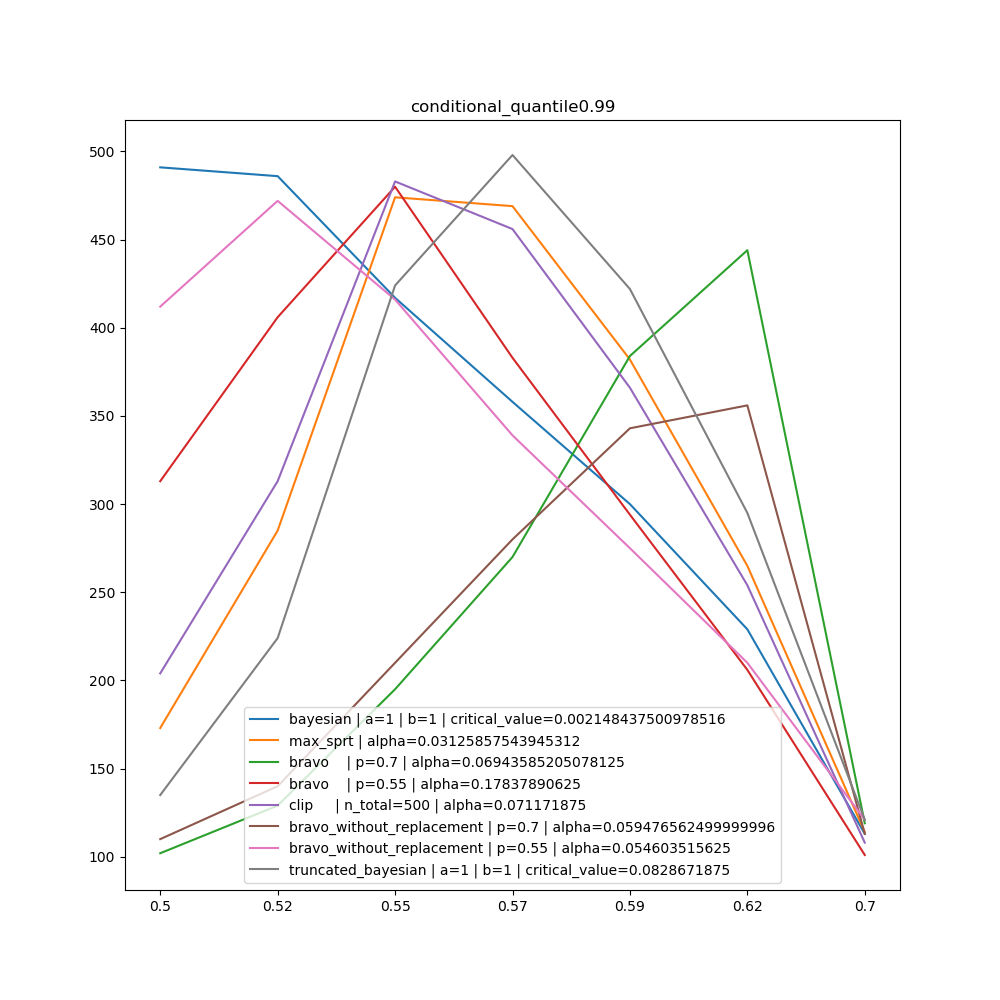 conditional_quantile0.99
500
450
400
350
300
250
200
150
100
bayesian | a=1 | b=1 | critical_value=0.002148437500978516
max_sprt | alpha=0.03125857543945312
bravo    | p=0.7 | alpha=0.06943585205078125
bravo    | p=0.55 | alpha=0.17837890625
clip     | n_total=500 | alpha=0.071171875
bravo_without_replacement | p=0.7 | alpha=0.059476562499999996
bravo_without_replacement | p=0.55 | alpha=0.054603515625
truncated_bayesian | a=1 | b=1 | critical_value=0.0828671875
0.5 0.52 0.55 0.57 0.59 0.62 0.7